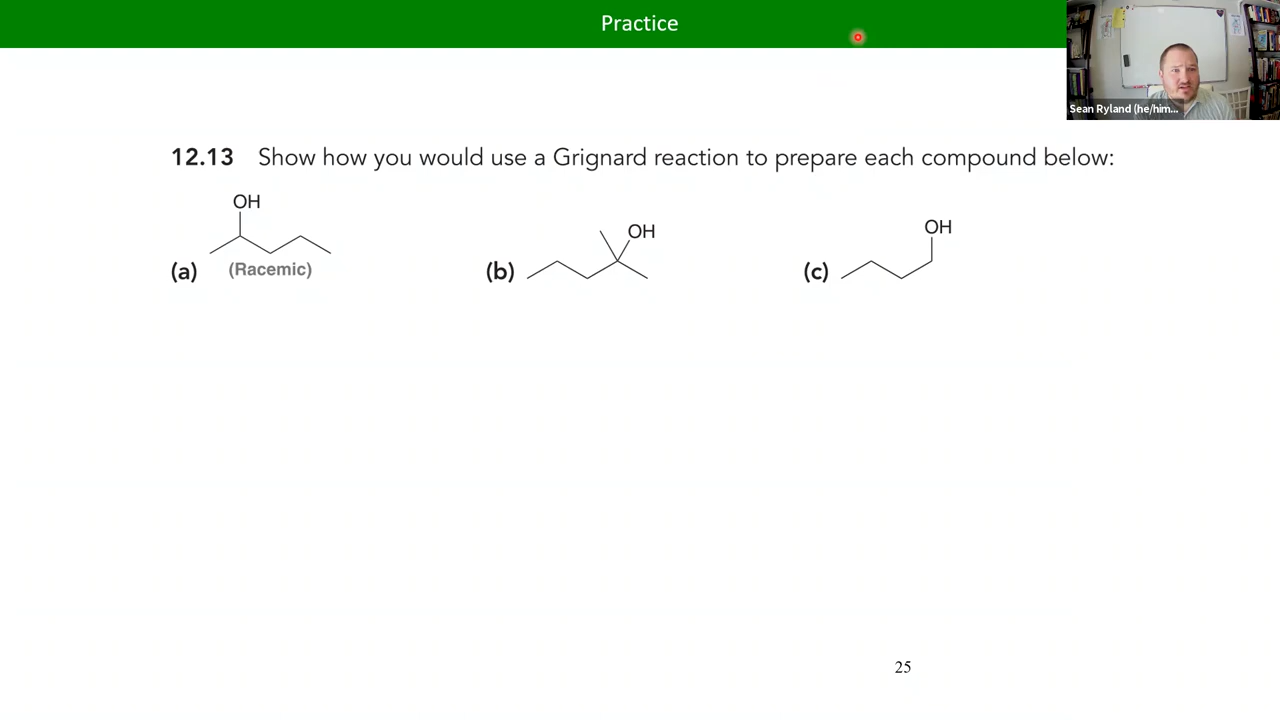 Practice
Sean Ryland (he/him...
12.13 Show how you would use a Grignard reaction to prepare each compound below:
OH
OH
OH
(a) (Racemic)
(b)
(c)
25